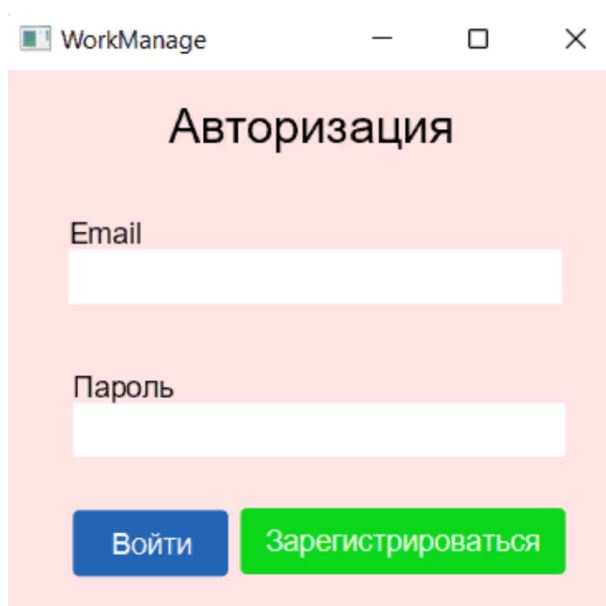 WorkManage
Авторизация
Email
Пароль
Войти Зарегистрироваться